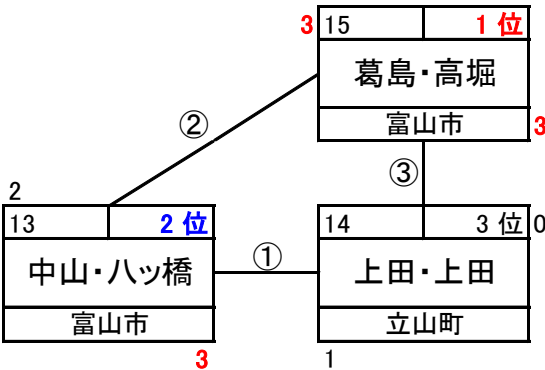 3 15 1 位
葛島・高堀
富山市 3
②
③
2
13 2 位
中山・八ッ橋
富山市
3
①
14 3 位 0
上田・上田
立山町
1